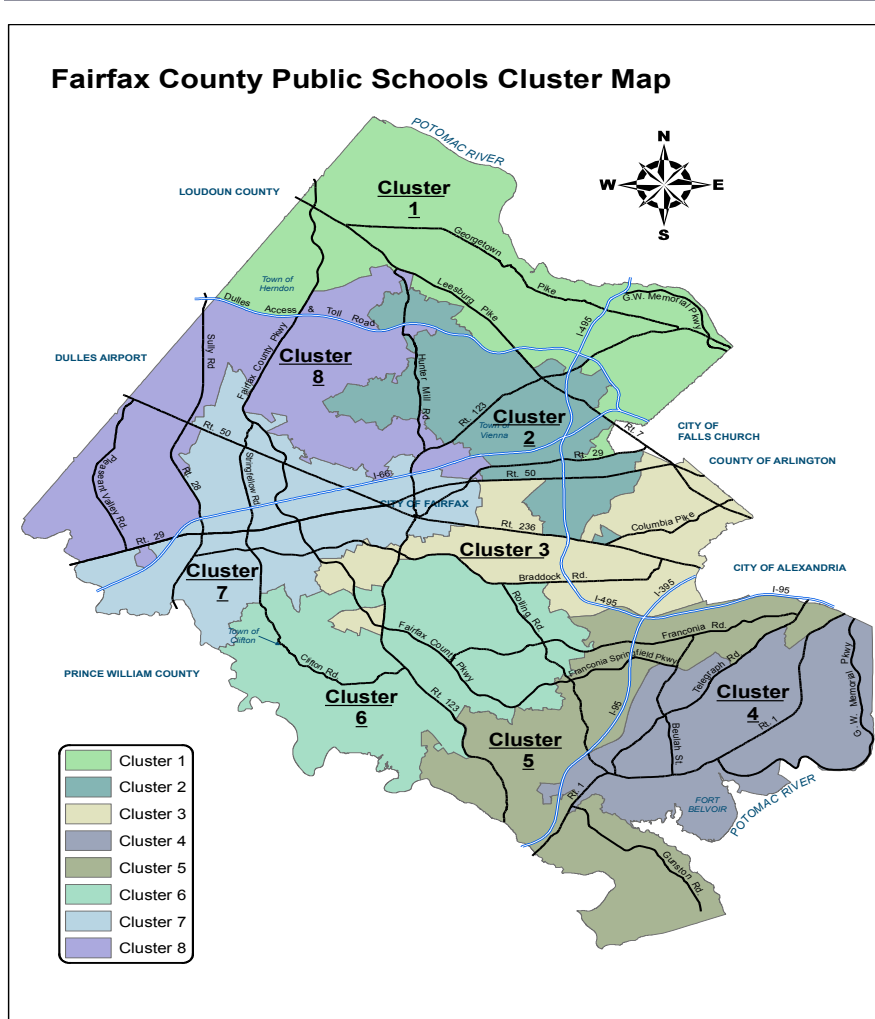 Fairfax County Public Schools Cluster Map
POTOMAC RIVER
N
W
E
S
LOUDOUN COUNTY
Cluster
1
Georgetown
Pike
Town of
Herndon
Leesburg
Pike
G.W. Memorial Pkwy
I-495
Dulles
Access &
Toll Road
Sully Rd
Fairfax County Pkwy
DULLES AIRPORT
Cluster
8
Hunter Mill Rd
Rt. 123
Cluster
2
Town of
Vienna
Rt. 7
CITY OF
FALLS CHURCH
Rt. 50
Rt. 29
COUNTY OF ARLINGTON
Pleasant Valley Rd
Rt. 28
Stringfellow Rd
I-66
Rt. 50
CITY OF FAIRFAX
Rt. 236
Columbia Pike
Rt. 29
Cluster 3
Cluster
7
Braddock Rd.
CITY OF ALEXANDRIA
I-95
I-395
I-495
Rolling Rd
Franconia Rd.
Town of
Clifton
Fairfax County
Pkwy
Franconia Springfield Pkwy
PRINCE WILLIAM COUNTY
Clifton Rd
Telegraph Rd
G. W. Memorial Pkwy
Cluster
6
Rt. 123
Cluster
4
I-95
Rt. 1
Beulah St.
Cluster
5
Rt. 1
FORT
BELVOIR
POTOMAC RIVER
Gunston Rd
Cluster 1
Cluster 2
Cluster 3
Cluster 4
Cluster 5
Cluster 6
Cluster 7
Cluster 8